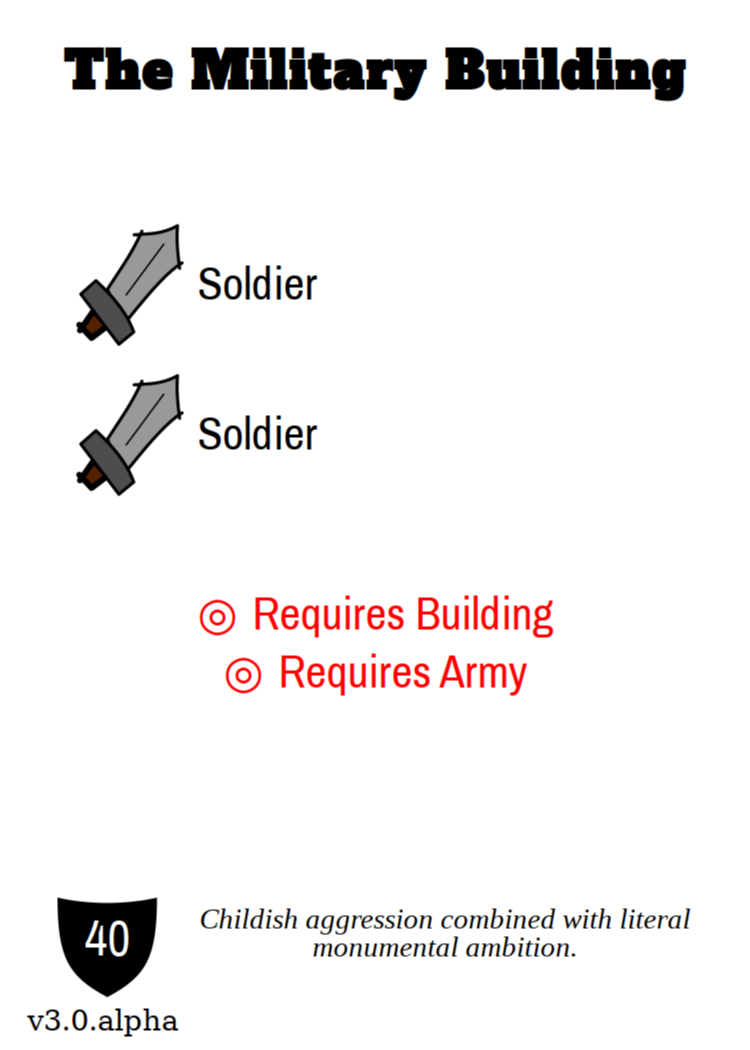 The Military Building
Soldier
Soldier
◎ Requires Building
◎ Requires Army
Childish aggression combined with literal
monumental ambition.
40
v3.0.alpha